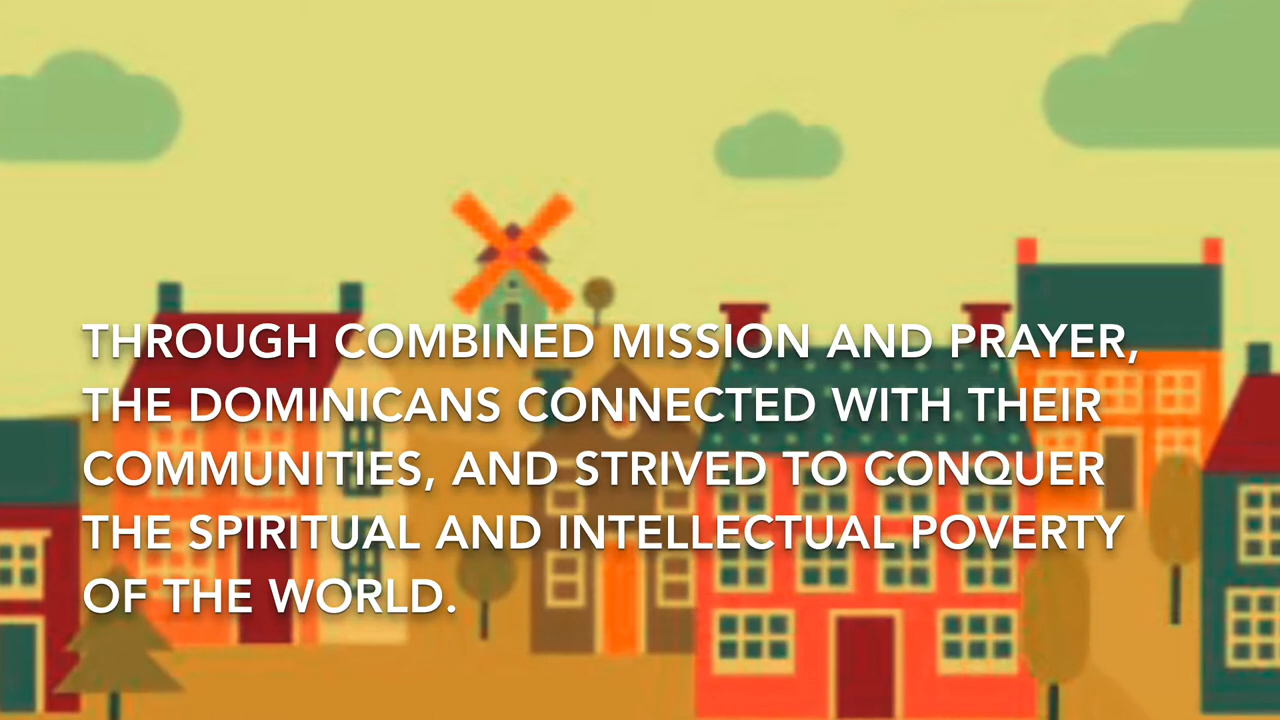 THROUGH COMBINED MISSION AND PRAYER,
THE DOMINICANS CONNECTED WITH THEIR
COMMUNITIES, AND STRIVED TO CONQUER
THE SPIRITUAL AND INTELLECTUAL POVERTY
OF THE WORLD.